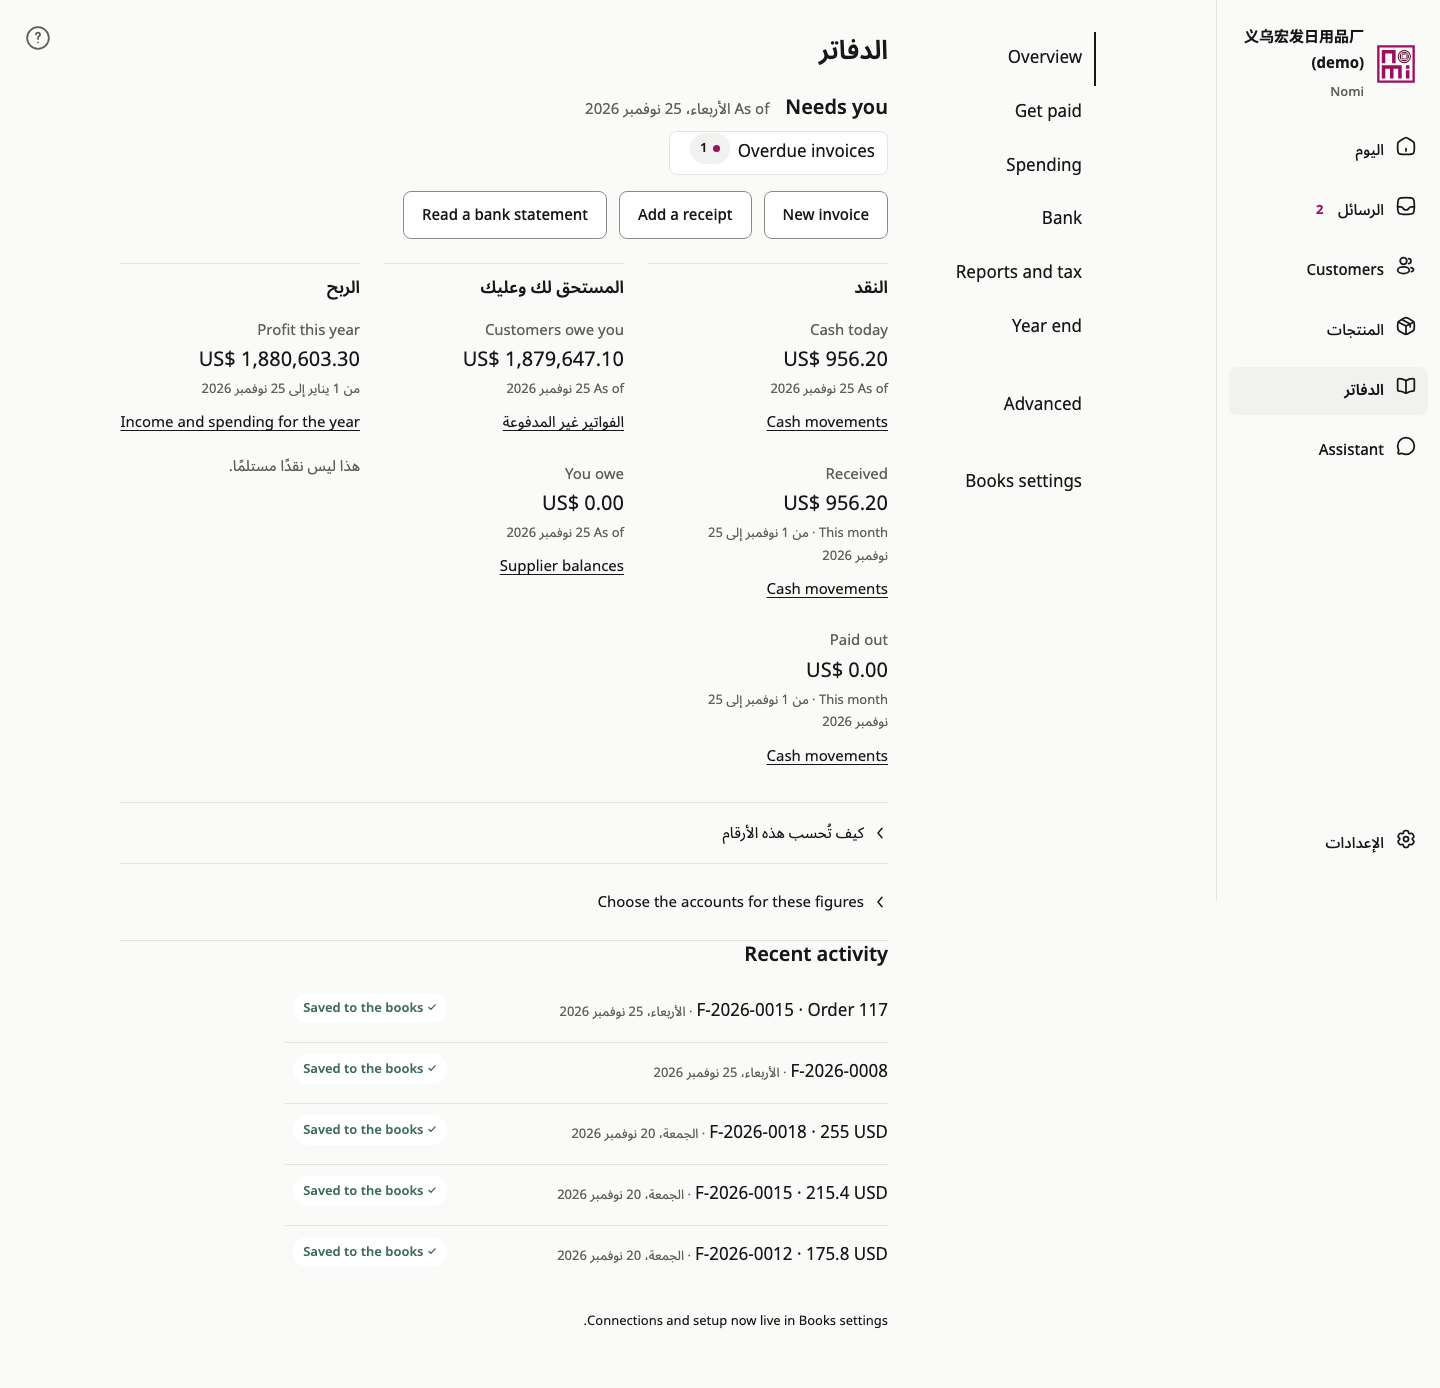 义乌宏发日用品厂
(demo)
Nomi
اليوم
الرسائل 2
Customers
المنتجات
الدفاتر
Assistant
الإعدادات
Overview
Get paid
Spending
Bank
Reports and tax
Year end
Advanced
Books settings
الدفاتر
Needs you As of الأربعاء، 25 نوفمبر 2026
Overdue invoices 1
New invoice
Add a receipt
Read a bank statement
النقد
Cash today
US$ 956.20
As of 25 نوفمبر 2026
Cash movements
Received
US$ 956.20
This month · من 1 نوفمبر إلى 25
نوفمبر 2026
Cash movements
Paid out
US$ 0.00
This month · من 1 نوفمبر إلى 25
نوفمبر 2026
Cash movements
المستحق لك وعليك
Customers owe you
US$ 1,879,647.10
As of 25 نوفمبر 2026
الفواتير غير المدفوعة
You owe
US$ 0.00
As of 25 نوفمبر 2026
Supplier balances
الربح
Profit this year
US$ 1,880,603.30
من 1 يناير إلى 25 نوفمبر 2026
Income and spending for the year
هذا ليس نقدًا مستلمًا.
كيف تُحسب هذه الأرقام
Choose the accounts for these figures
Recent activity
F-2026-0015 · Order 117 · الأربعاء، 25 نوفمبر 2026 Saved to the books
F-2026-0008 · الأربعاء، 25 نوفمبر 2026 Saved to the books
F-2026-0018 · 255 USD · الجمعة، 20 نوفمبر 2026 Saved to the books
F-2026-0015 · 215.4 USD · الجمعة، 20 نوفمبر 2026 Saved to the books
F-2026-0012 · 175.8 USD · الجمعة، 20 نوفمبر 2026 Saved to the books
Connections and setup now live in Books settings.